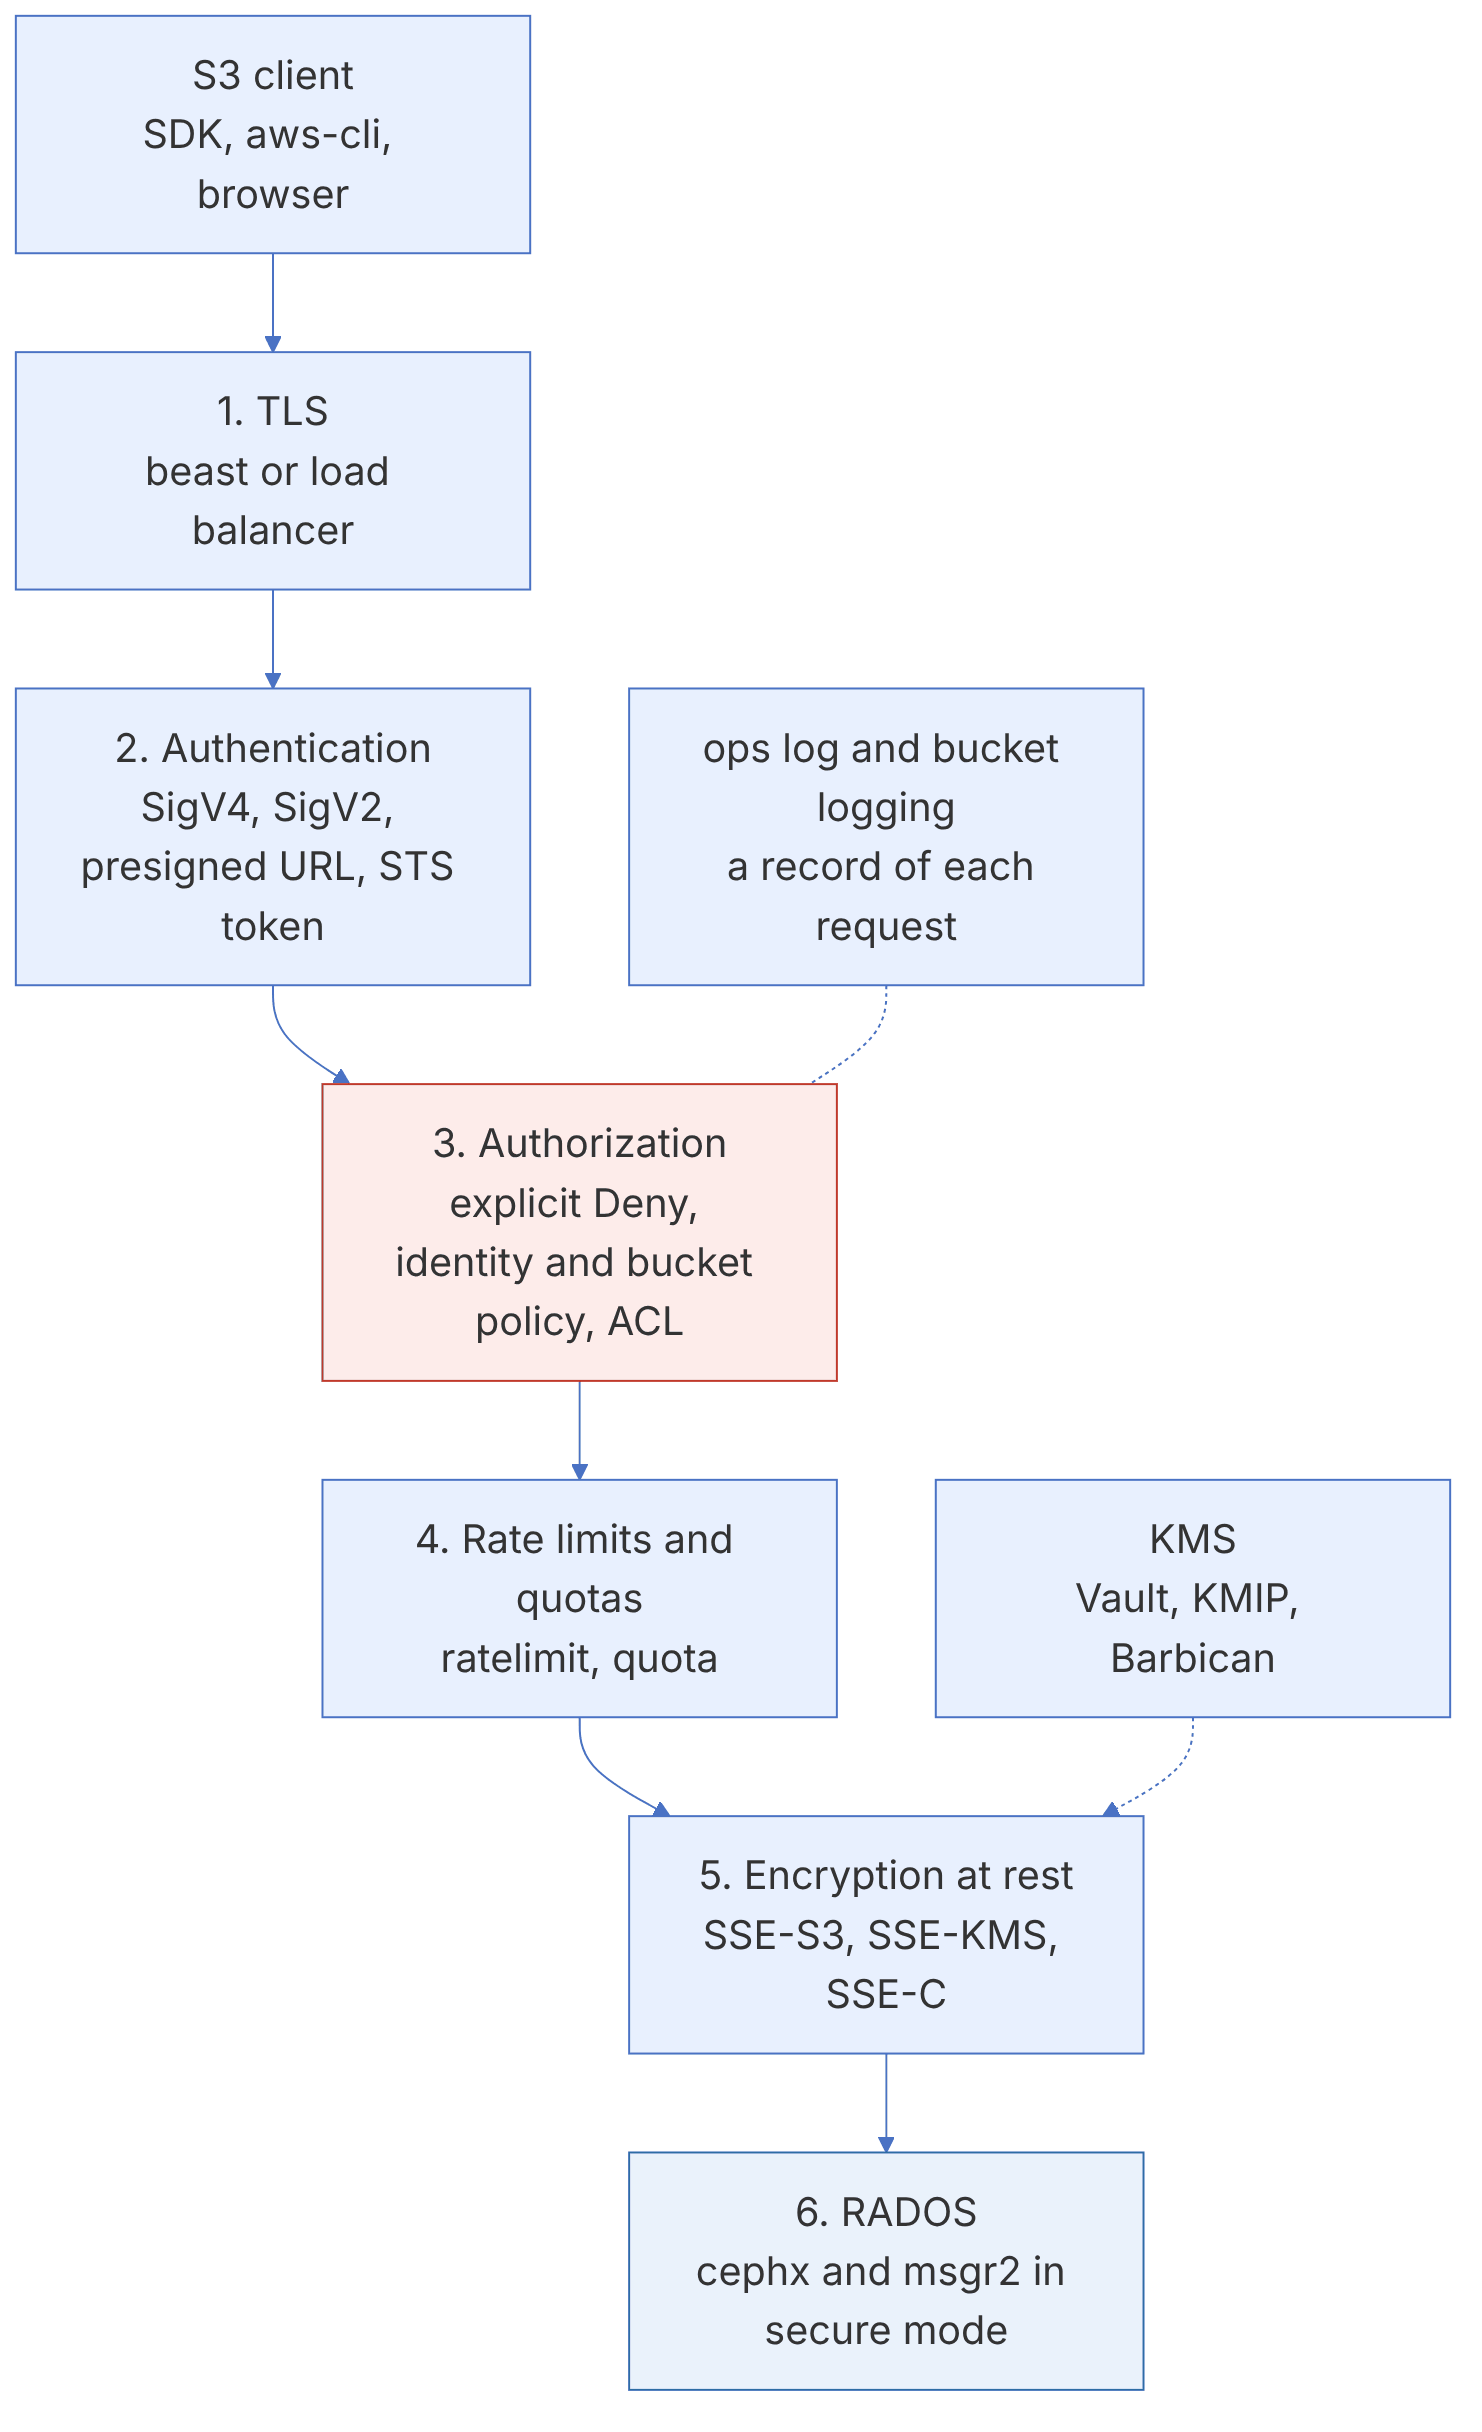 S3 client
SDK, aws-cli,
browser
1. TLS
beast or load
balancer
2. Authentication
SigV4, SigV2,
presigned URL, STS
token
ops log and bucket
logging
a record of each
request
3. Authorization
explicit Deny,
identity and bucket
policy, ACL
4. Rate limits and
quotas
ratelimit, quota
KMS
Vault, KMIP,
Barbican
5. Encryption at rest
SSE-S3, SSE-KMS,
SSE-C
6. RADOS
cephx and msgr2 in
secure mode